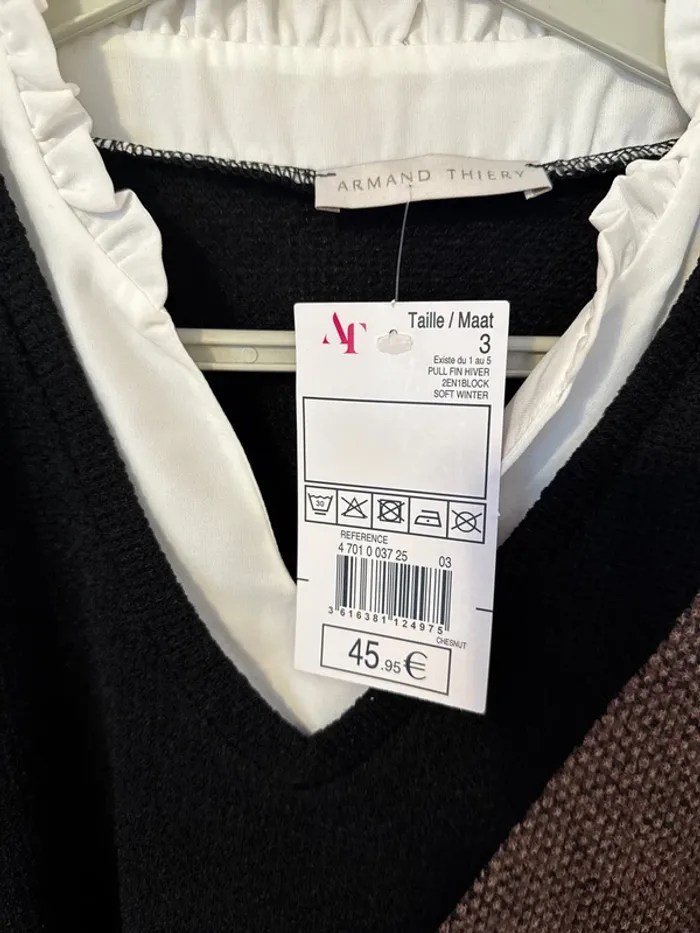 ARMAND THIERY
AT
Taille / Maat
3
Existe du 1 au 5
PULL FIN HIVER
2EN1BLOCK
SOFT WINTER
30
REFERENCE
4 701 0 037 25 03
3 616381 124975
CHESNUT
45.95€